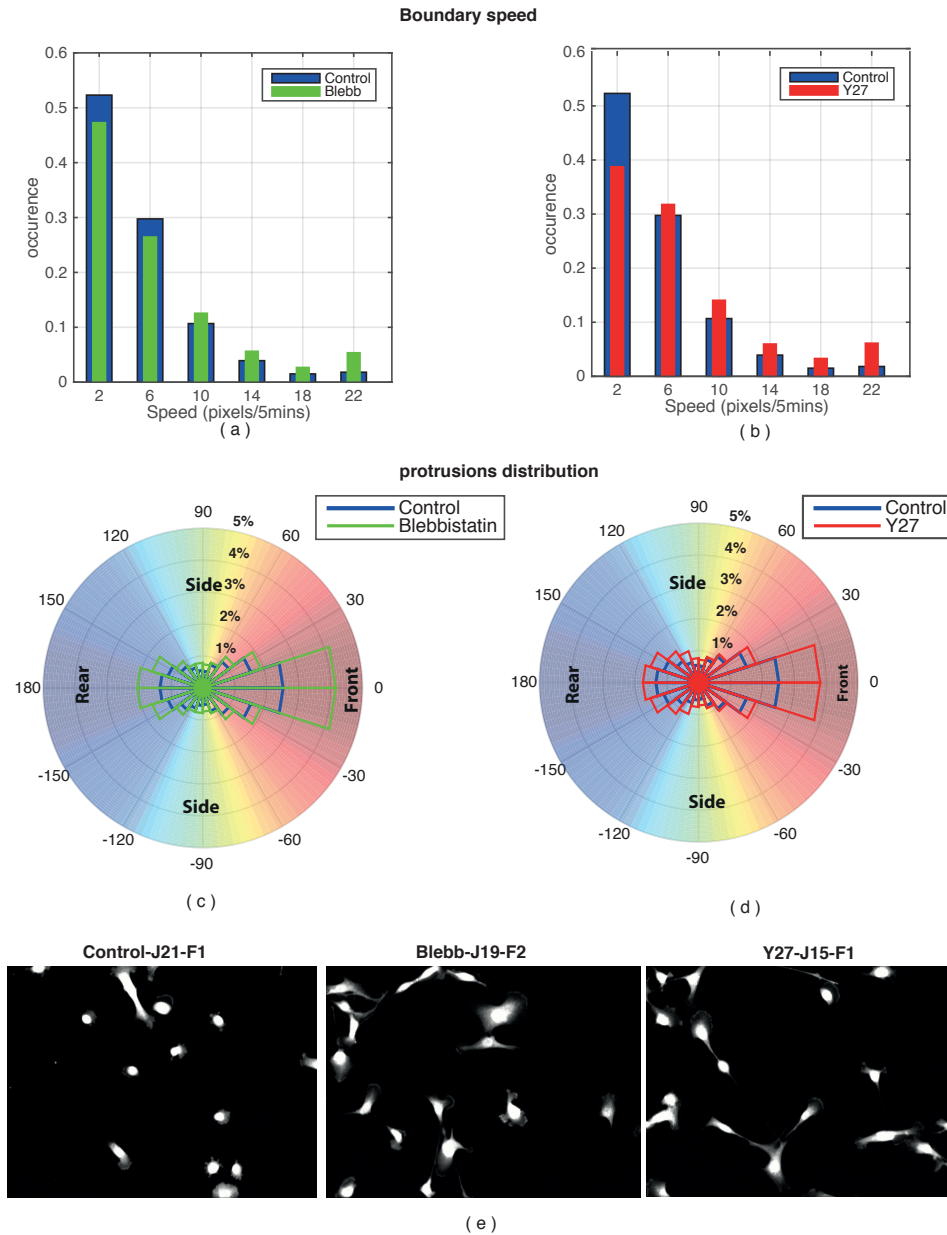 Boundary speed
0.6
0.5
0.4
0.3
0.2
0.1
0
occurence
Control
Blebb
2 6 10 14 18 22
Speed (pixels/5mins)
( a )
0.6
0.5
0.4
0.3
0.2
0.1
0
occurence
Control
Y27
2 6 10 14 18 22
Speed (pixels/5mins)
( b )
protrusions distribution
Control
Blebbistatin
90
120
5%
60
4%
Side
3%
150
30
2%
1%
180
Rear
Front
0
-150
-30
Side
-120
-60
-90
( c )
Control
Y27
90
120
5%
60
4%
Side
3%
150
30
2%
1%
180
Rear
Front
0
-150
-30
Side
-120
-60
-90
( d )
Control-J21-F1
Blebb-J19-F2
Y27-J15-F1
( e )